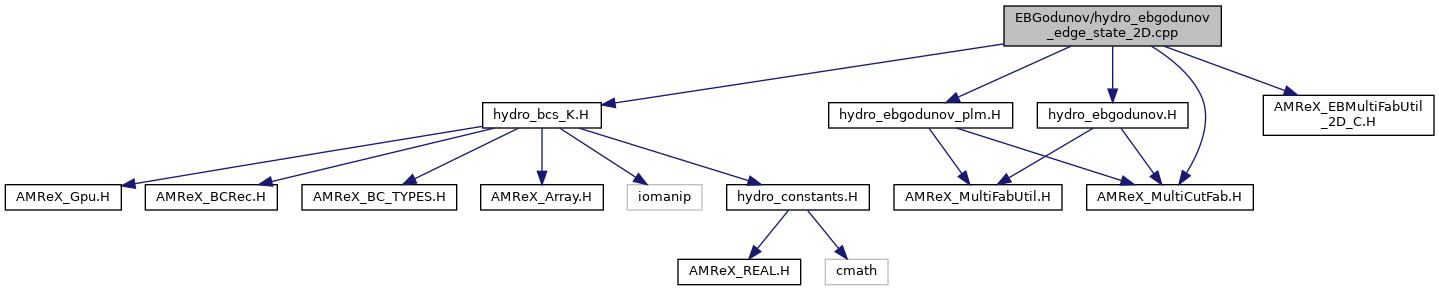 EBGodunov/hydro_ebgodunov
_edge_state_2D.cpp
hydro_bcs_K.H
hydro_ebgodunov_plm.H
hydro_ebgodunov.H
AMReX_EBMultiFabUtil
_2D_C.H
AMReX_Gpu.H
AMReX_BCRec.H
AMReX_BC_TYPES.H
AMReX_Array.H
iomanip
hydro_constants.H
AMReX_MultiFabUtil.H
AMReX_MultiCutFab.H
AMReX_REAL.H
cmath